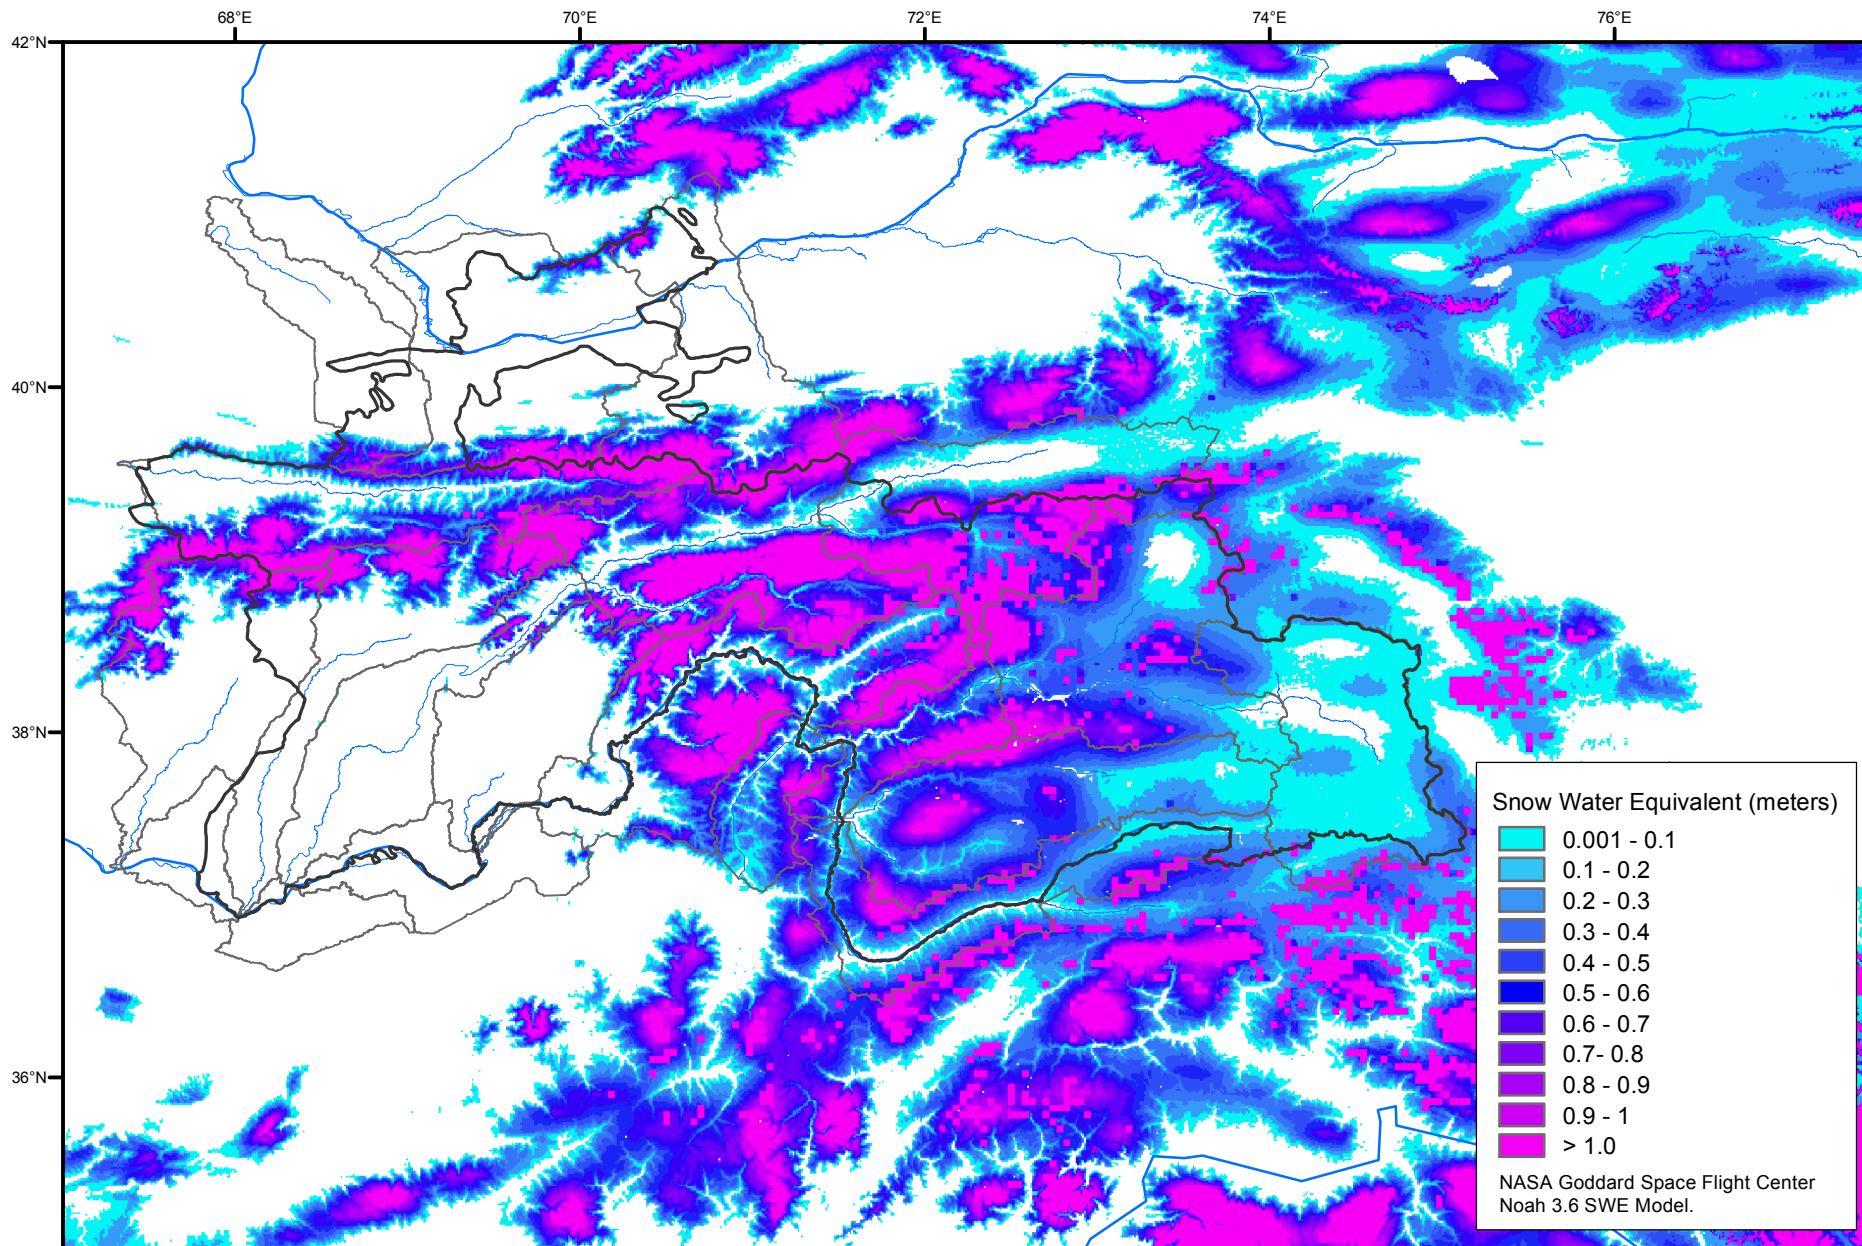 68°E 70°E 72°E 74°E 76°E
42°N
40°N
38°N
36°N
Snow Water Equivalent (meters)
0.001 - 0.1
0.1 - 0.2
0.2 - 0.3
0.3 - 0.4
0.4 - 0.5
0.5 - 0.6
0.6 - 0.7
0.7- 0.8
0.8 - 0.9
0.9 - 1
> 1.0
NASA Goddard Space Flight Center
Noah 3.6 SWE Model.